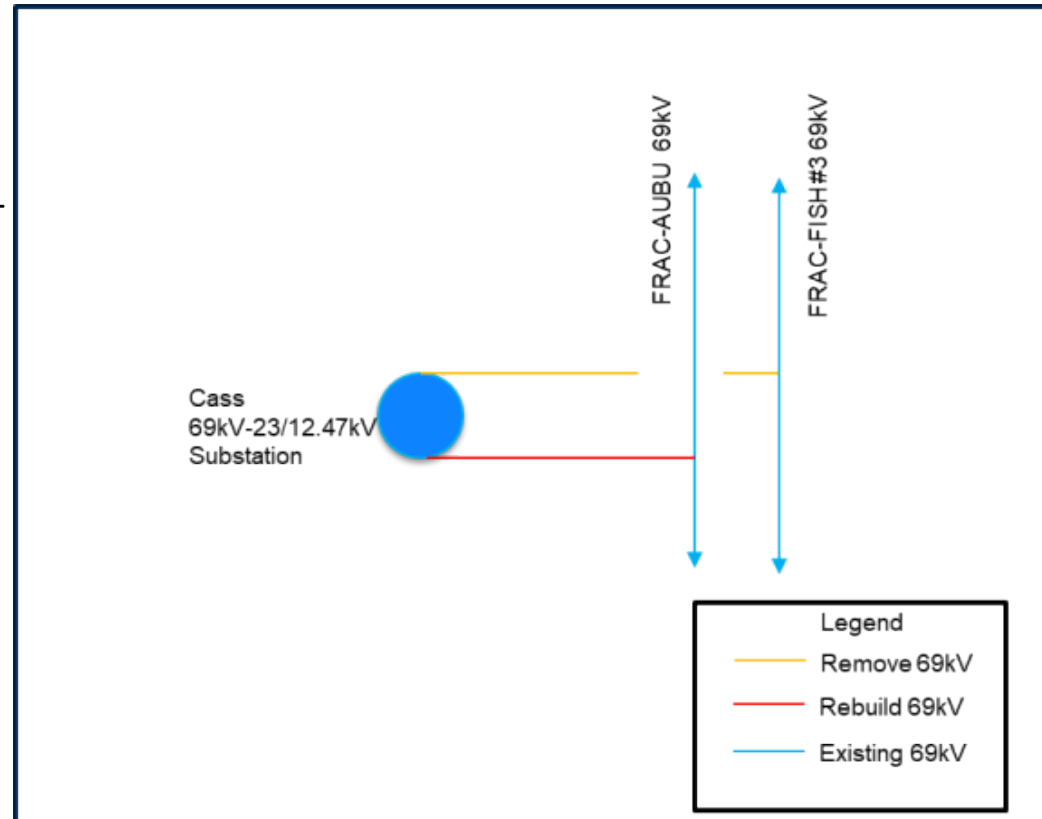 FRAC-AUBU 69kV
FRAC-FISH #3 69kV
Cass
69kV-23/12.47kV
Substation
Legend
Remove 69kV
Rebuild 69kV
Existing 69kV